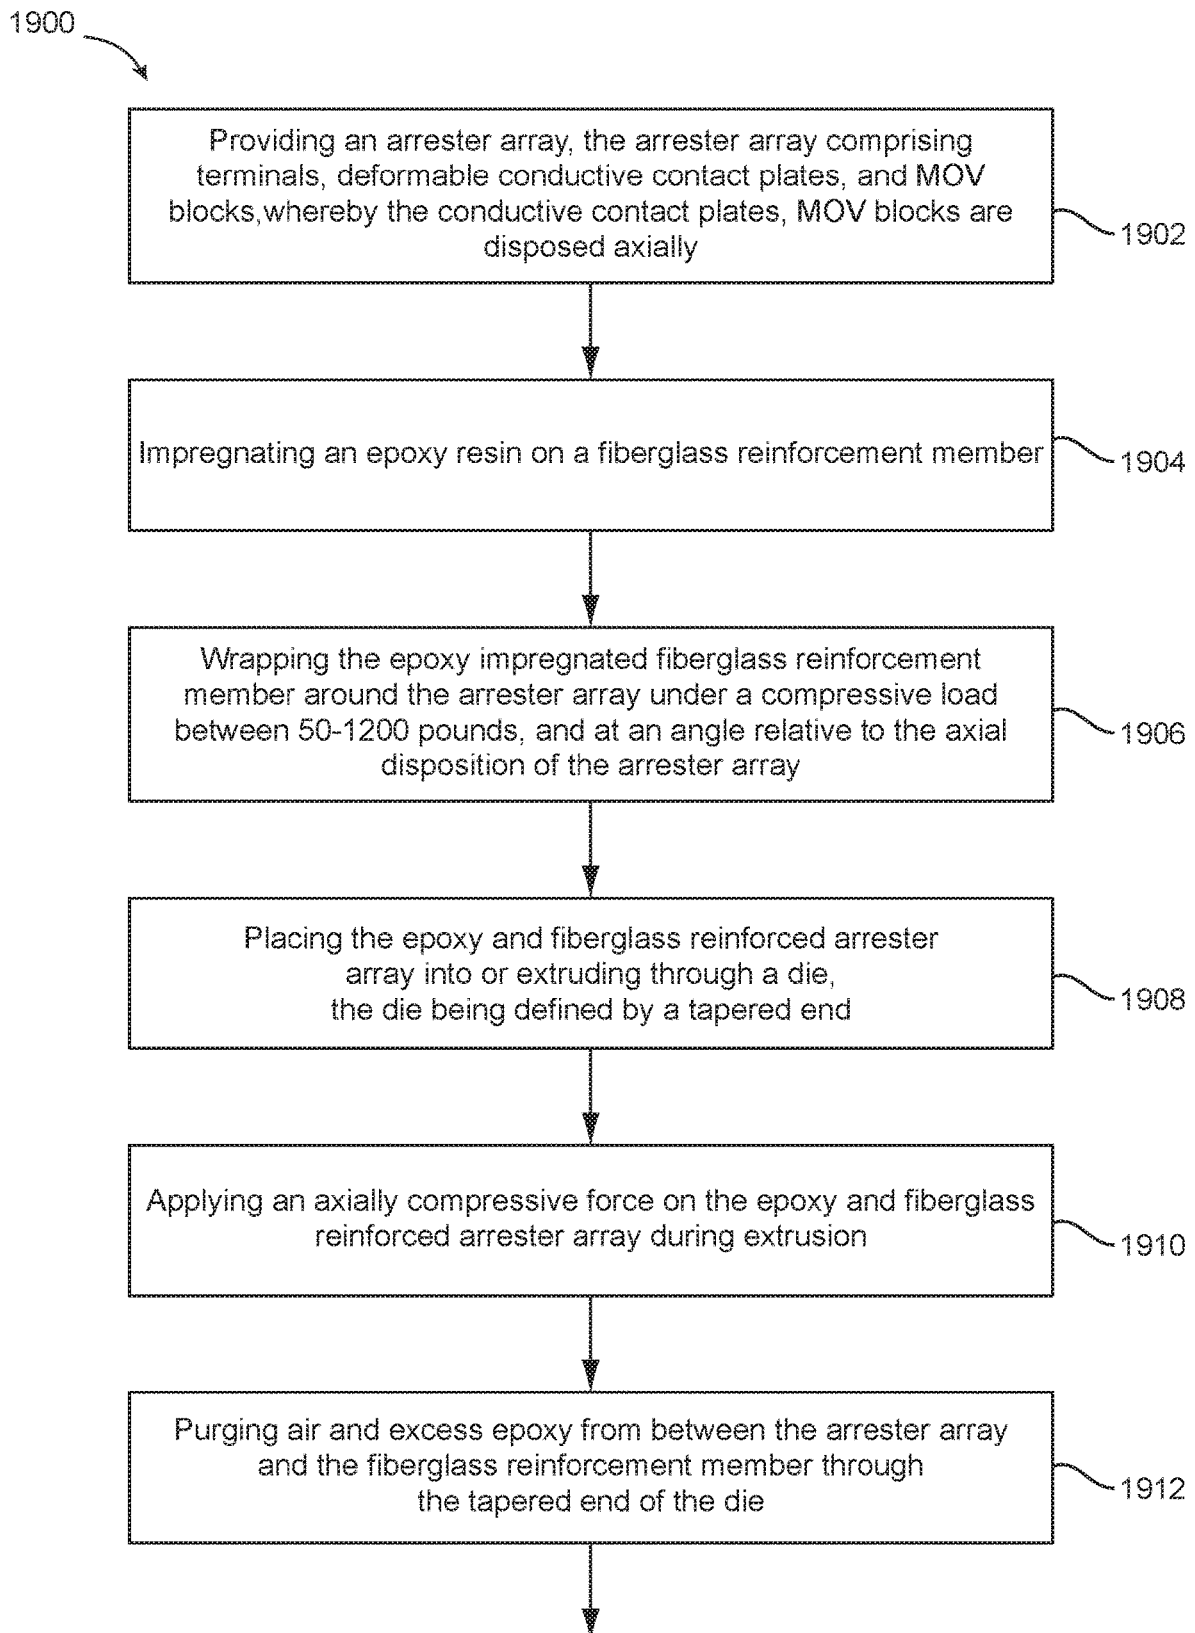 1900
Providing an arrester array, the arrester array comprising
terminals, deformable conductive contact plates, and MOV
blocks,whereby the conductive contact plates, MOV blocks are
disposed axially
1902
Impregnating an epoxy resin on a fiberglass reinforcement member
1904
Wrapping the epoxy impregnated fiberglass reinforcement
member around the arrester array under a compressive load
between 50-1200 pounds, and at an angle relative to the axial
disposition of the arrester array
1906
Placing the epoxy and fiberglass reinforced arrester
array into or extruding through a die,
the die being defined by a tapered end
1908
Applying an axially compressive force on the epoxy and fiberglass
reinforced arrester array during extrusion
1910
Purging air and excess epoxy from between the arrester array
and the fiberglass reinforcement member through
the tapered end of the die
1912